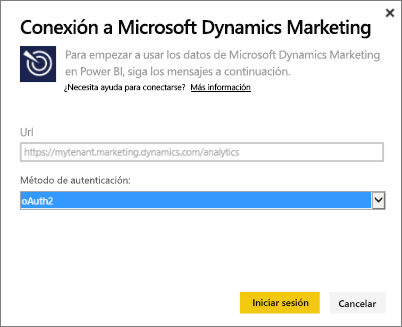 Conexión a Microsoft Dynamics Marketing
Para empezar a usar los datos de Microsoft Dynamics Marketing
en Power BI, siga los mensajes a continuación.
¿Necesita ayuda para conectarse? Más información
Url
https://mytenant.marketing.dynamics.com/analytics
Método de autenticación:
oAuth2
Iniciar sesión Cancelar